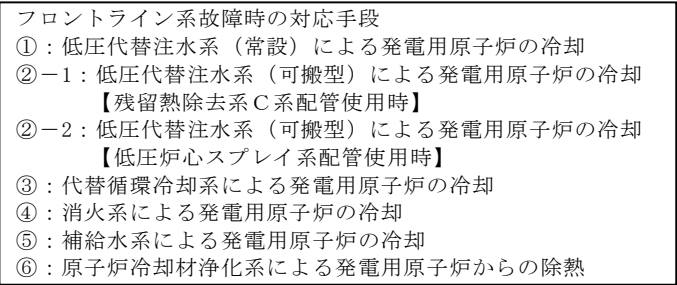 フロントライン系故障時の対応手段
①：低圧代替注水系（常設）による発電用原子炉の冷却
②－1：低圧代替注水系（可搬型）による発電用原子炉の冷却
【残留熱除去系Ｃ系配管使用時】
②－2：低圧代替注水系（可搬型）による発電用原子炉の冷却
【低圧炉心スプレイ系配管使用時】
③：代替循環冷却系による発電用原子炉の冷却
④：消火系による発電用原子炉の冷却
⑤：補給水系による発電用原子炉の冷却
⑥：原子炉冷却材浄化系による発電用原子炉からの除熱